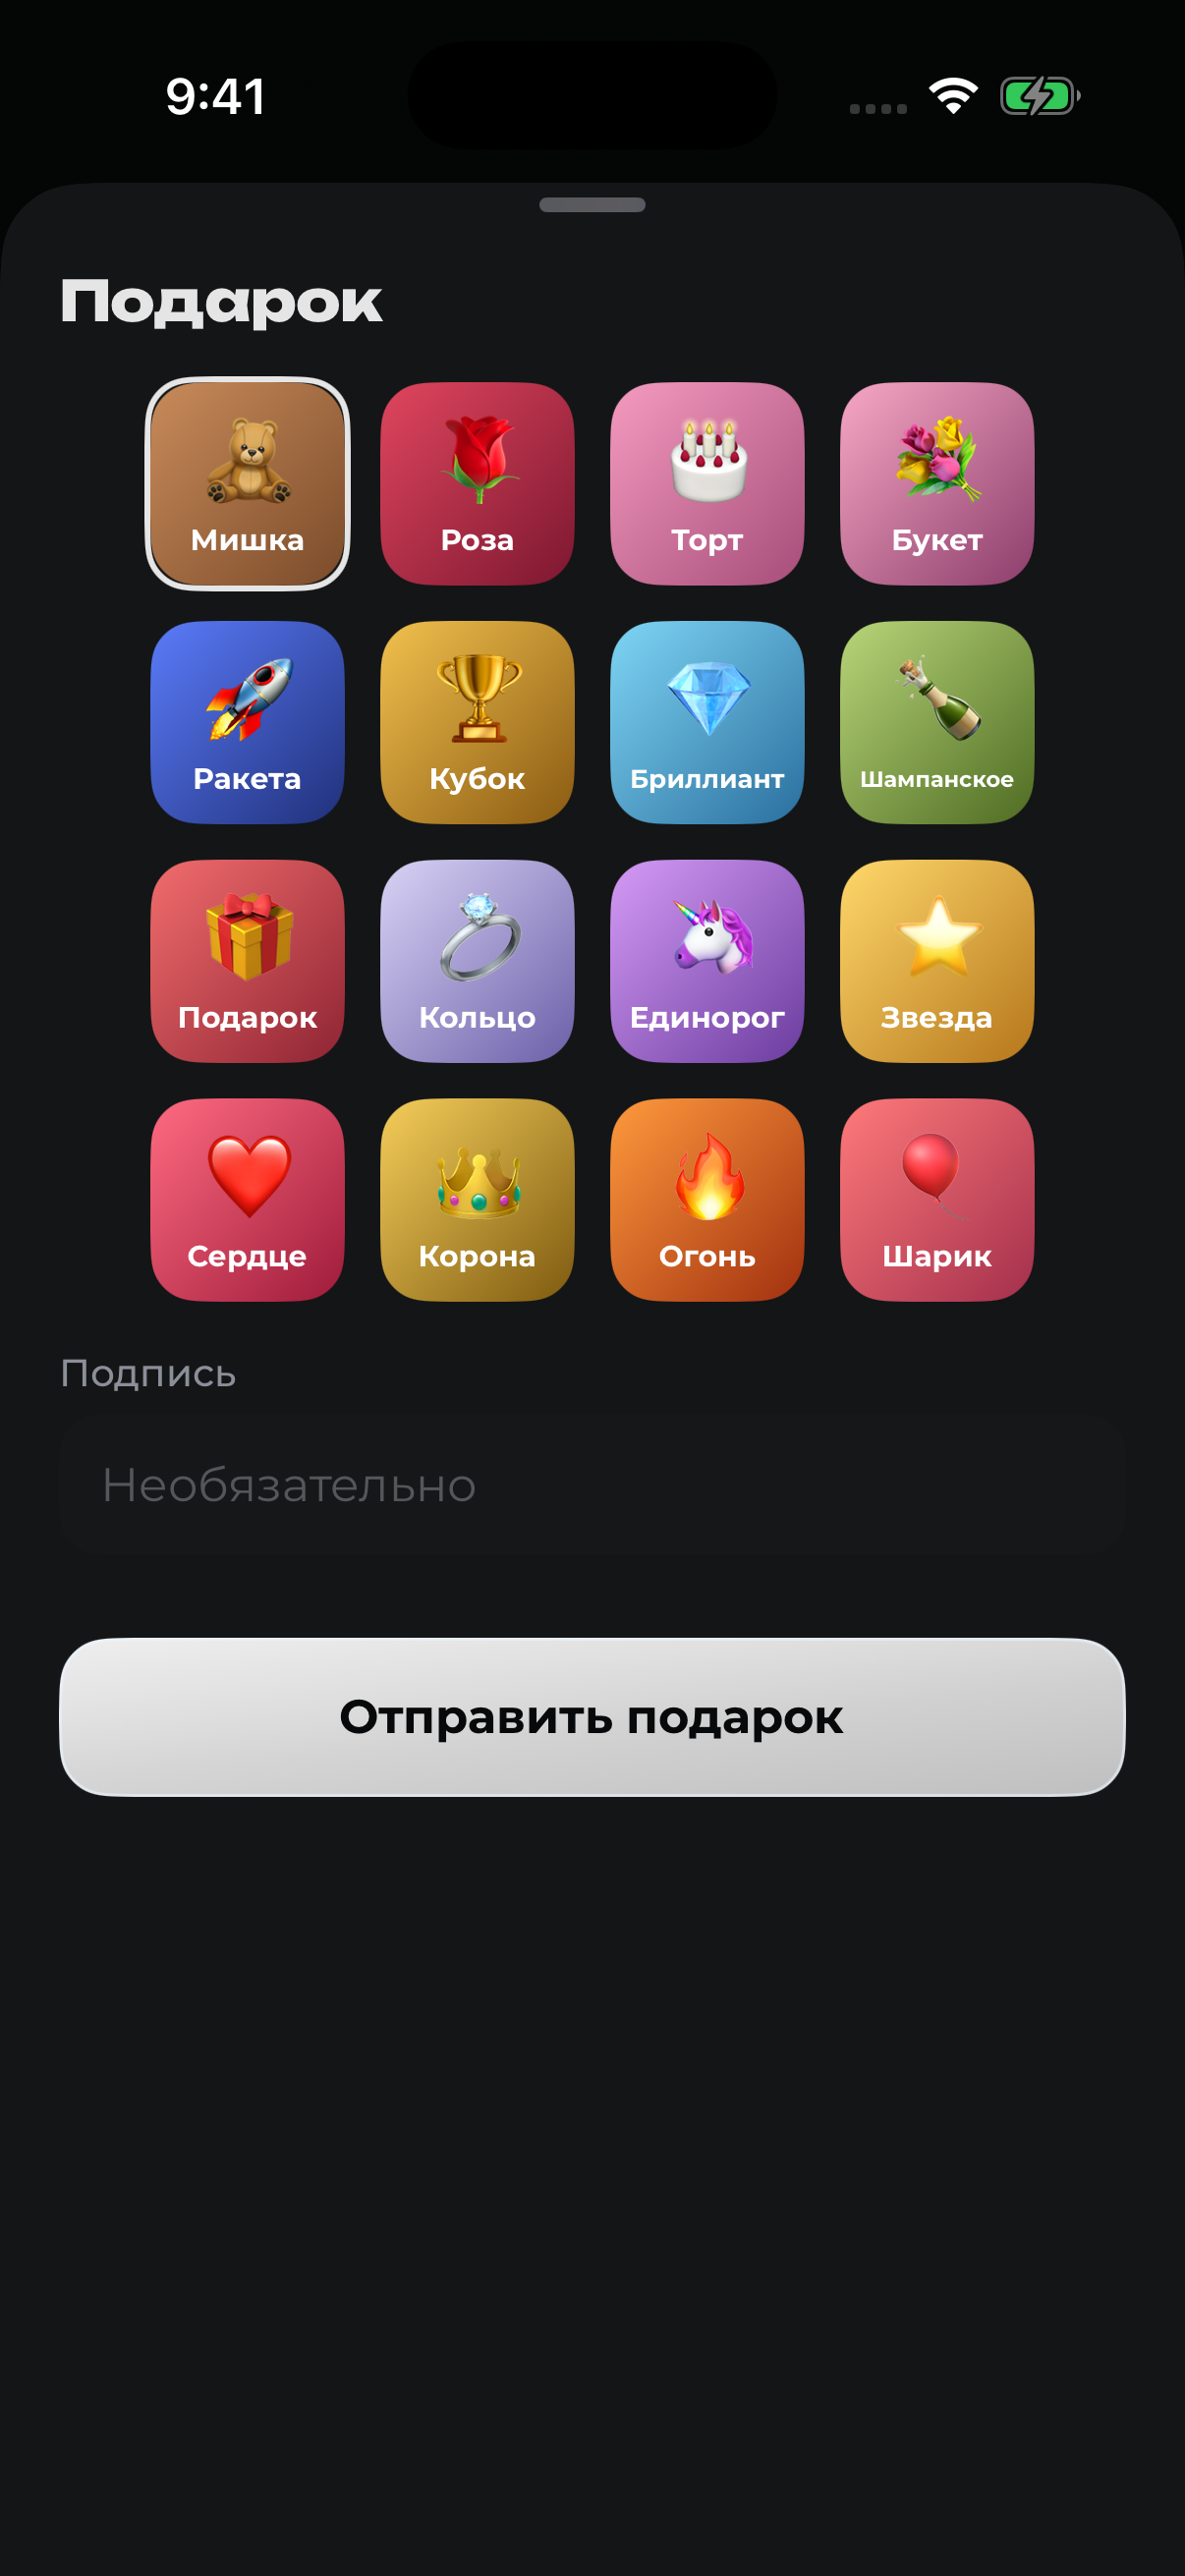 9:41
Подарок
Мишка
Роза
Торт
Букет
Ракета
Кубок
Бриллиант
Шампанское
Подарок
Кольцо
Единорог
Звезда
Сердце
Корона
Огонь
Шарик
Подпись
Необязательно
Отправить подарок